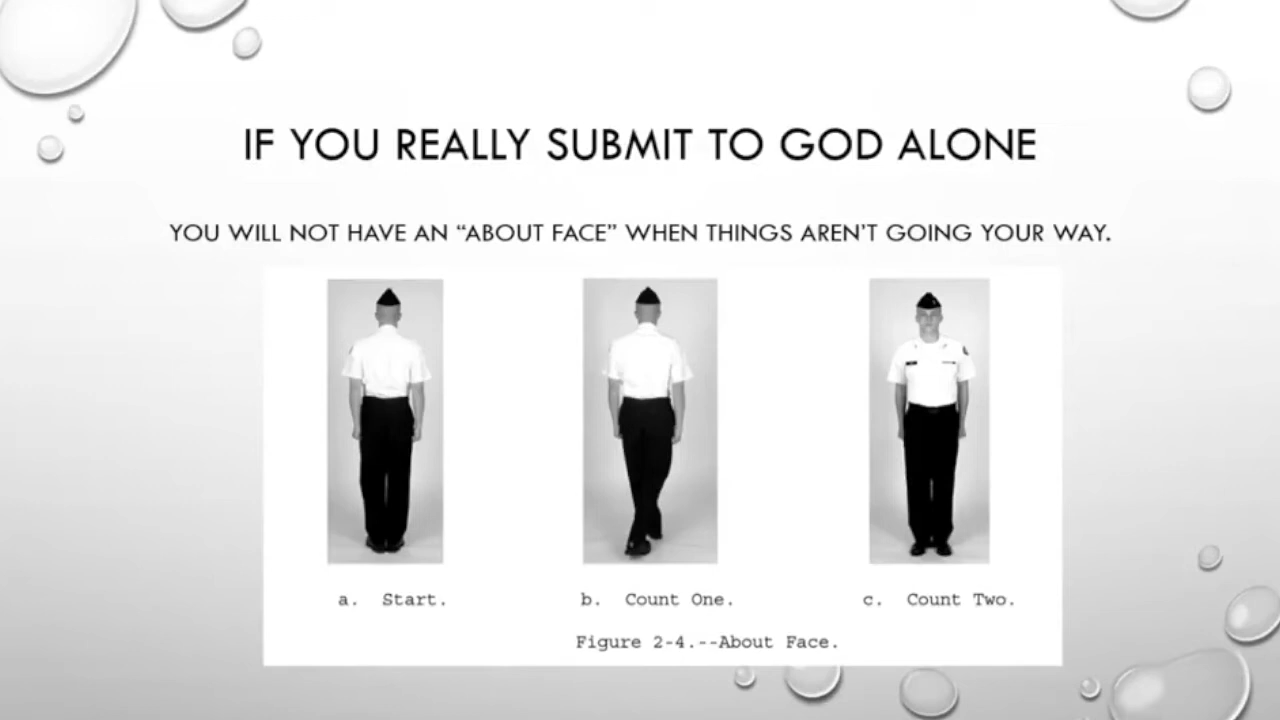 IF YOU REALLY SUBMIT TO GOD ALONE
YOU WILL NOT HAVE AN “ABOUT FACE” WHEN THINGS AREN’T GOING YOUR WAY.
a. Start.
b. Count One.
c. Count Two.
Figure 2-4.--About Face.